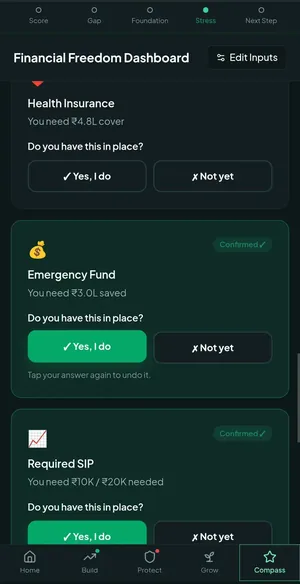 Score Gap Foundation Stress Next Step
Financial Freedom Dashboard Edit Inputs
Health Insurance
You need ₹4.8L cover
Do you have this in place?
✓ Yes, I do ✗ Not yet
Confirmed ✓
Emergency Fund
You need ₹3.0L saved
Do you have this in place?
✓ Yes, I do ✗ Not yet
Tap your answer again to undo it.
Confirmed ✓
Required SIP
You need ₹10K / ₹20K needed
Do you have this in place?
✓ Yes, I do ✗ Not yet
Home Build Protect Grow Compass